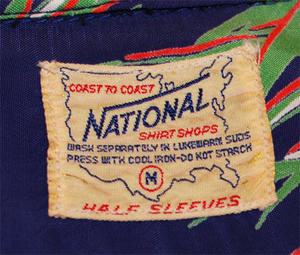 COAST TO COAST
NATIONAL
SHIRT SHOPS
WASH SEPARATELY IN LUKEWARM SUDS
PRESS WITH COOL IRON-DO NOT STARCH
M
HALF SLEEVES